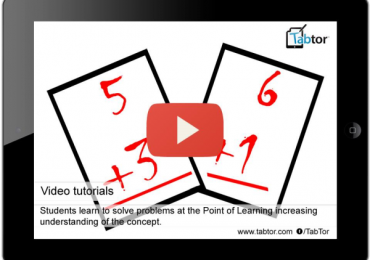 Tabtor
5
+3
6
+1
Video tutorials
Students learn to solve problems at the Point of Learning increasing
understanding of the concept.
www.tabtor.com /TabTor